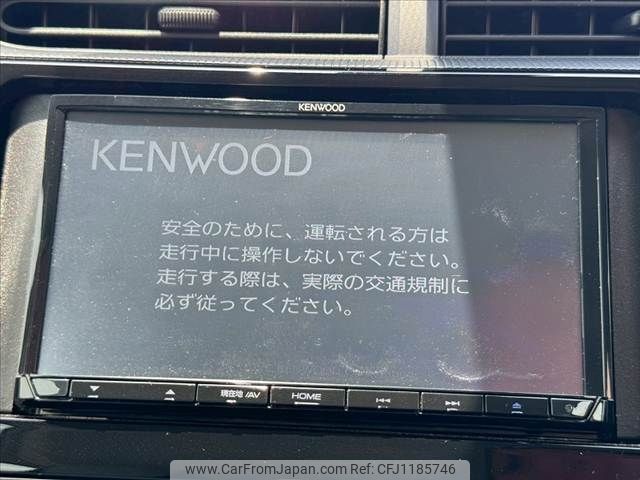 KENWOOD
KENWOOD
安全のために、運転される方は
走行中に操作しないでください。
走行する際は、実際の交通規制に
必ず従ってください。
現在地/AV
HOME
www.CarFromJapan.com
© CFJ1185746